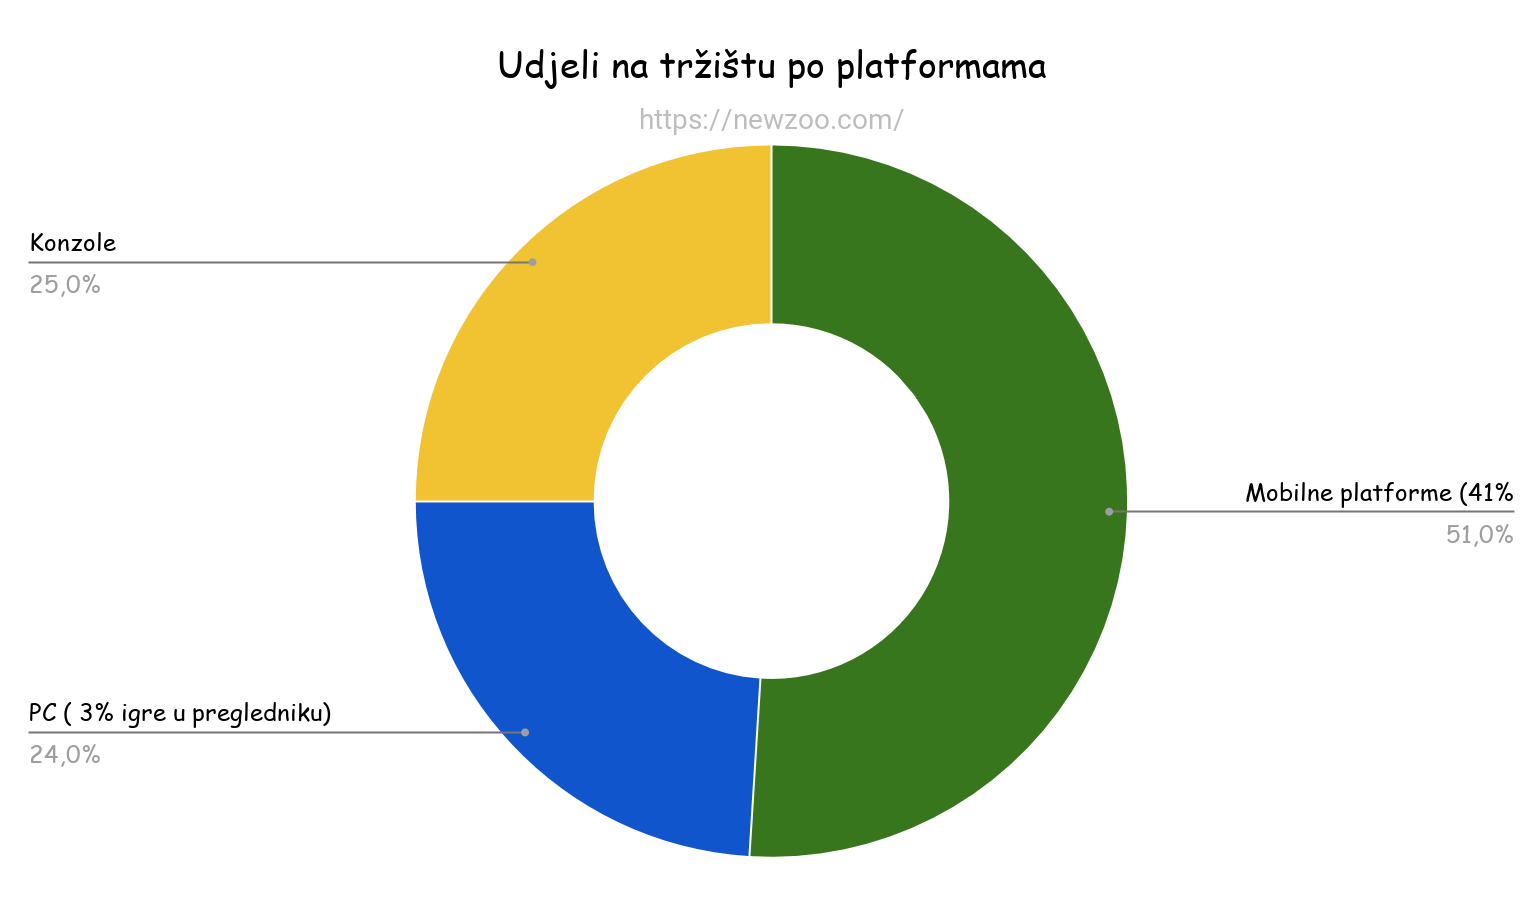 Udjeli na tržištu po platformama
https://newzoo.com/
Konzole
25,0%
Mobilne platforme (41%
51,0%
PC ( 3% igre u pregledniku)
24,0%